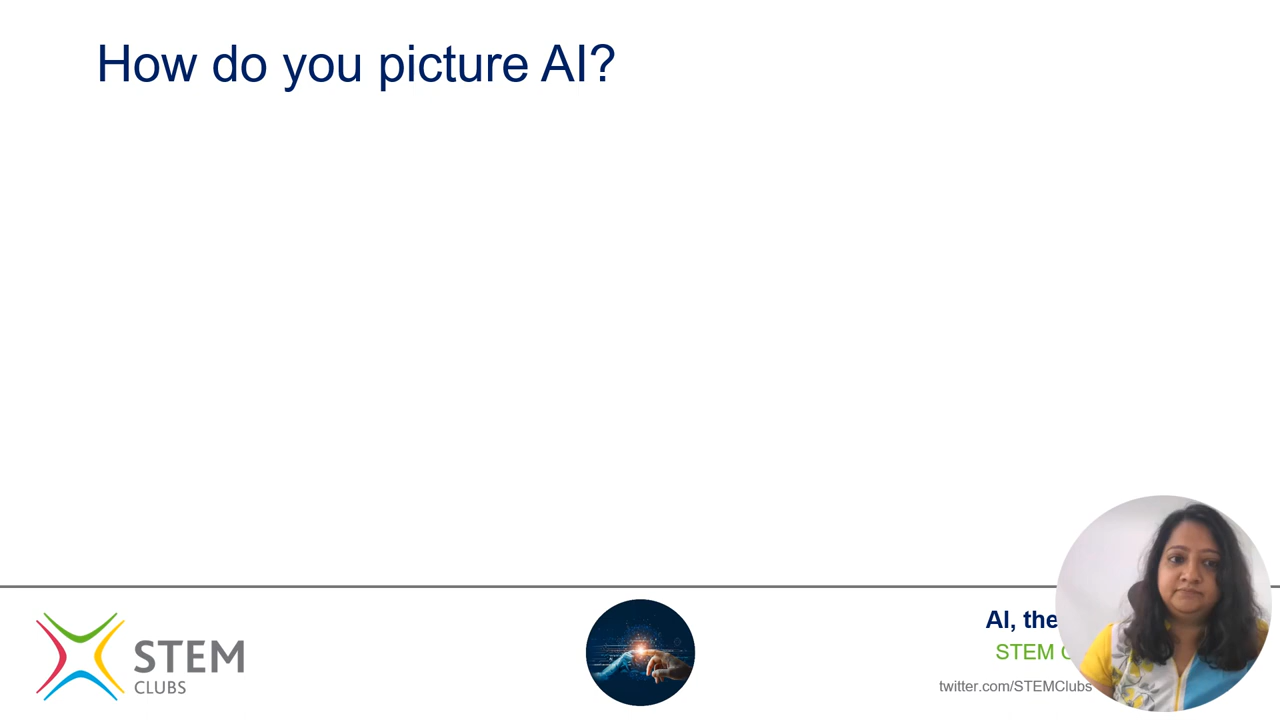 How do you picture AI?
AI, the
STEM
STEM
CLUBS
twitter.com/STEMClubs